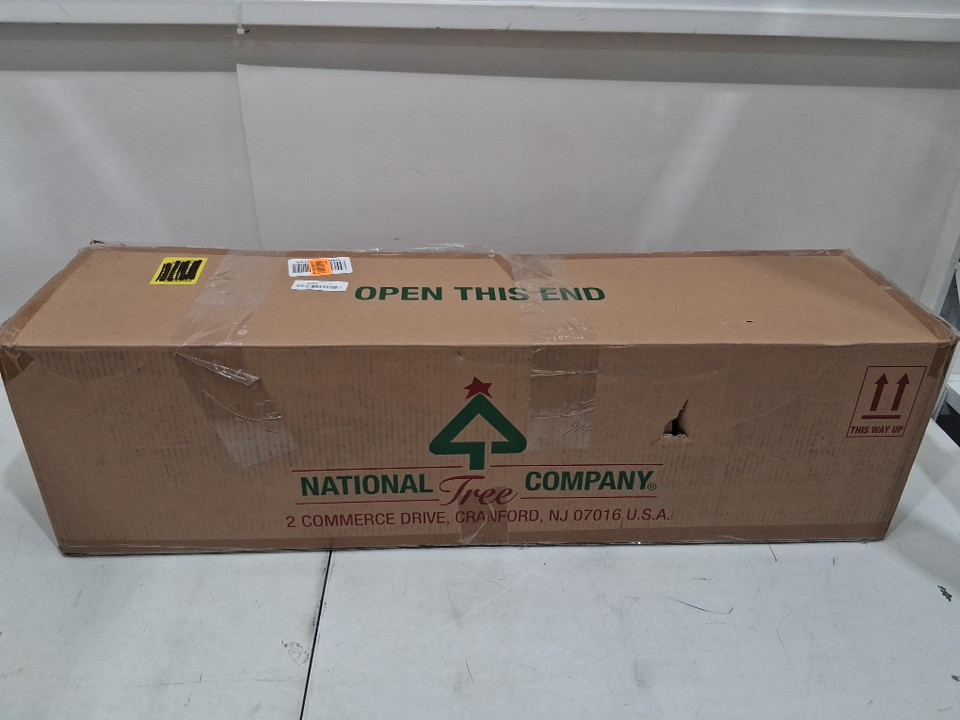 OPEN THIS END
THIS WAY UP
NATIONAL Tree COMPANY®
2 COMMERCE DRIVE, CRANFORD, NJ 07016 U.S.A.